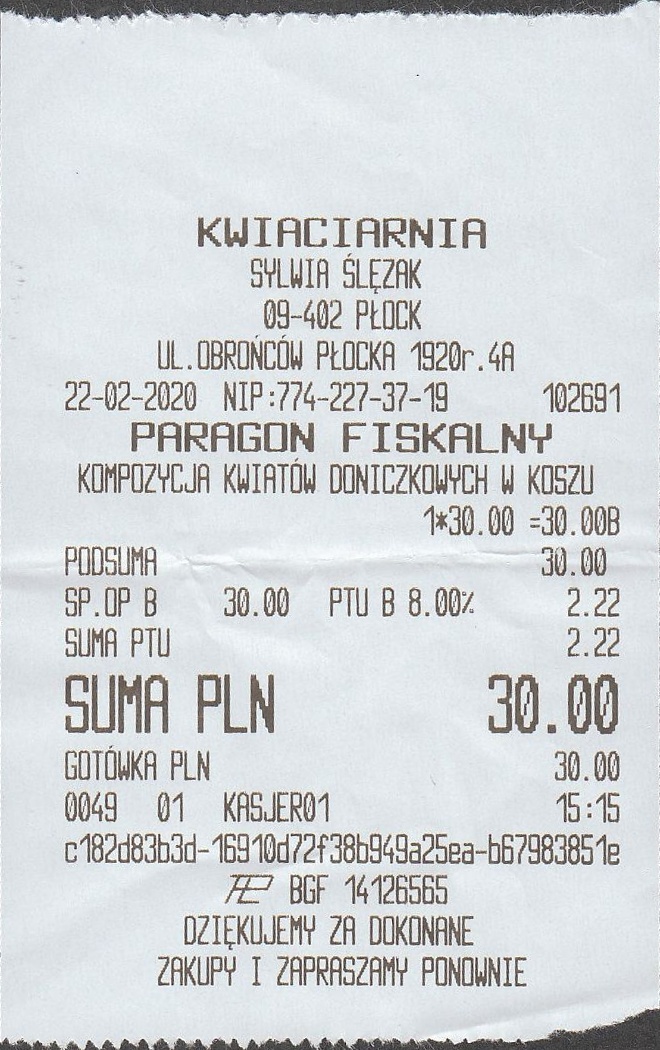 KWIACIARNIA
SYLWIA ŚLĘZAK
09-402 PŁOCK
UL.OBROŃCÓW PŁOCKA 1920r.4A
22-02-2020 NIP:774-227-37-19 102691
PARAGON FISKALNY
KOMPOZYCJA KWIATÓW DONICZKOWYCH W KOSZU
1*30.00 =30.00B
PODSUMA 30.00
SP.OP B 30.00 PTU B 8.00% 2.22
SUMA PTU 2.22
SUMA PLN 30.00
GOTÓWKA PLN 30.00
0049 01 KASJER01 15:15
c182d83b3d-16910d72f38b949a25ea-b67983851e
BGF 14126565
DZIĘKUJEMY ZA DOKONANE
ZAKUPY I ZAPRASZAMY PONOWNIE